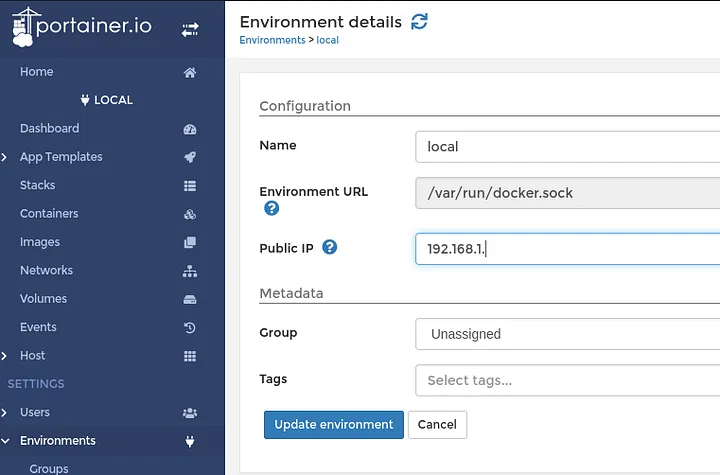 portainer.io
Home
LOCAL
Dashboard
App Templates
Stacks
Containers
Images
Networks
Volumes
Events
Host
SETTINGS
Users
Environments
Groups
Environment details
Environments > local
Configuration
Name
local
Environment URL
/var/run/docker.sock
Public IP
192.168.1.
Metadata
Group
Unassigned
Tags
Select tags...
Update environment
Cancel